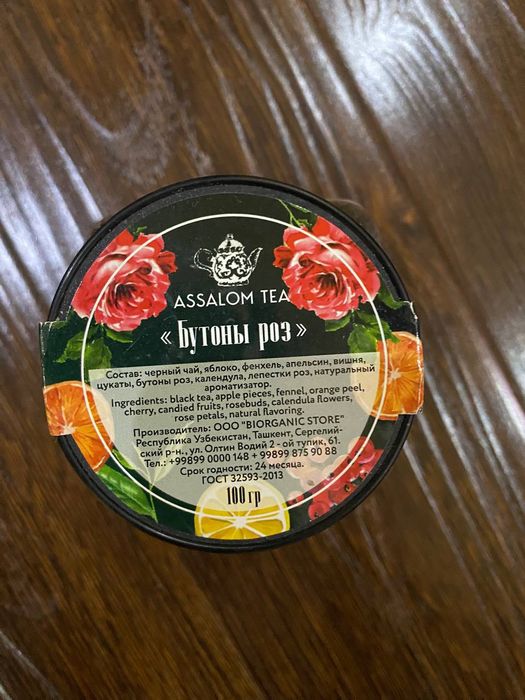 ASSALOM TEA
« Бутоны роз »
Состав: черный чай, яблоко, фенхель, апельсин, вишня,
цукаты, бутоны роз, календула, лепестки роз, натуральный
ароматизатор.
Ingredients: black tea, apple pieces, fennel, orange peel,
cherry, candied fruits, rosebuds, calendula flowers,
rose petals, natural flavoring.
Производитель: ООО "BIORGANIC STORE"
Республика Узбекистан, Ташкент, Сергелий-
ский р-н., ул. Олтин Водий 2 - ой тупик, 61.
Тел.: +99899 0000 148 + 99899 875 90 88
Срок годности: 24 месяца.
ГОСТ 32593-2013
100 гр